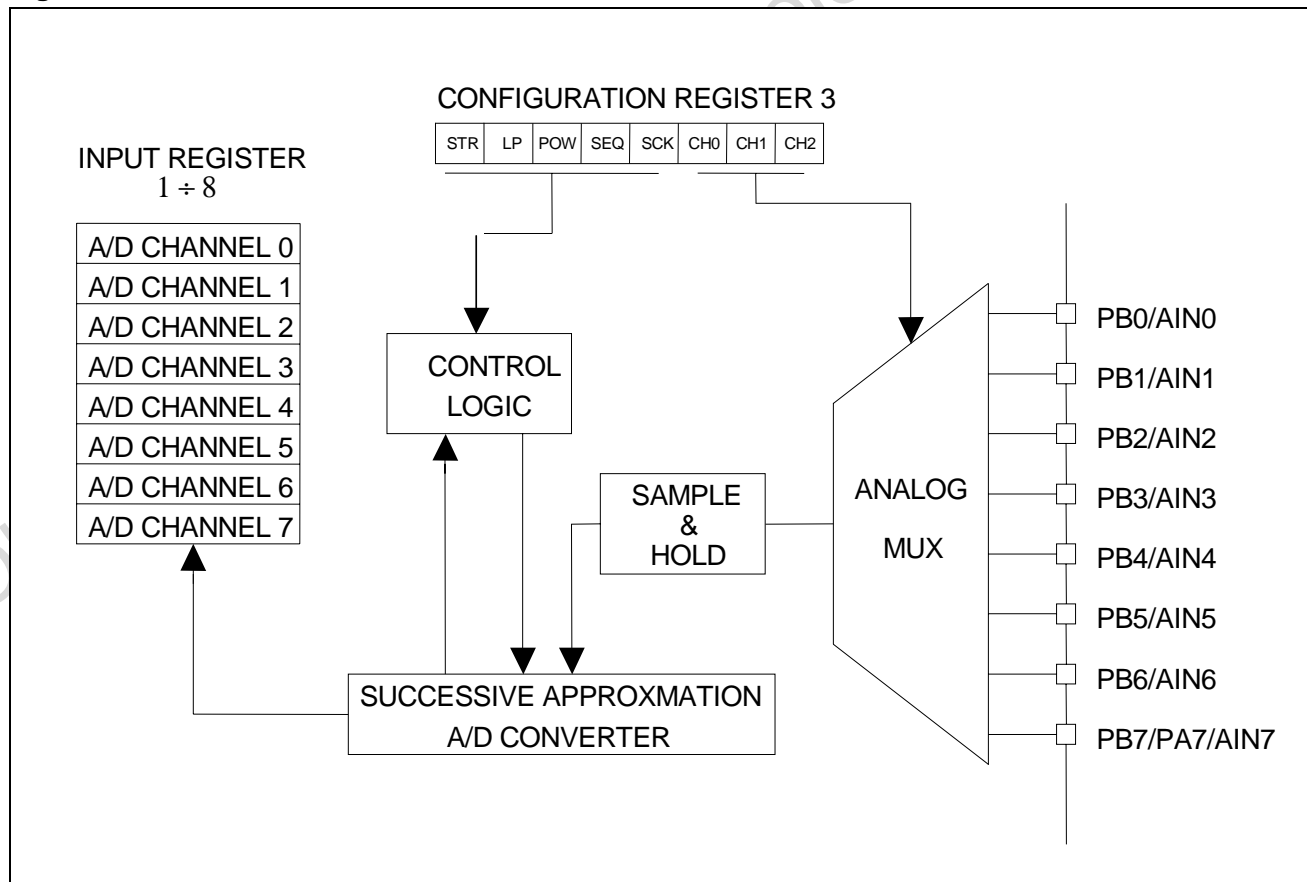 CONFIGURATION REGISTER 3
STR LP POW SEQ SCK CH0 CH1 CH2
INPUT REGISTER
1 ÷ 8
A/D CHANNEL 0
A/D CHANNEL 1
A/D CHANNEL 2
A/D CHANNEL 3
A/D CHANNEL 4
A/D CHANNEL 5
A/D CHANNEL 6
A/D CHANNEL 7
CONTROL
LOGIC
SAMPLE
&
HOLD
ANALOG
MUX
SUCCESSIVE APPROXMATION
A/D CONVERTER
PB0/AIN0
PB1/AIN1
PB2/AIN2
PB3/AIN3
PB4/AIN4
PB5/AIN5
PB6/AIN6
PB7/PA7/AIN7